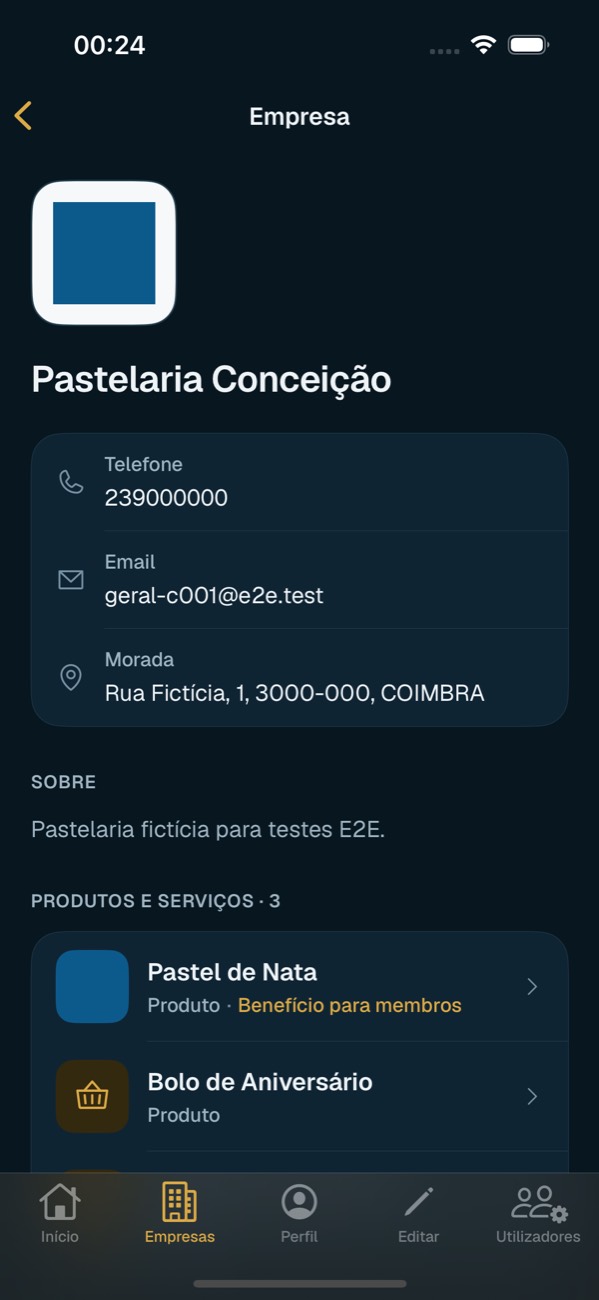 00:24
Empresa
Pastelaria Conceição
Telefone
239000000
Email
geral-c001@e2e.test
Morada
Rua Fictícia, 1, 3000-000, COIMBRA
SOBRE
Pastelaria fictícia para testes E2E.
PRODUTOS E SERVIÇOS · 3
Pastel de Nata
Produto · Benefício para membros
Bolo de Aniversário
Produto
Início
Empresas
Perfil
Editar
Utilizadores